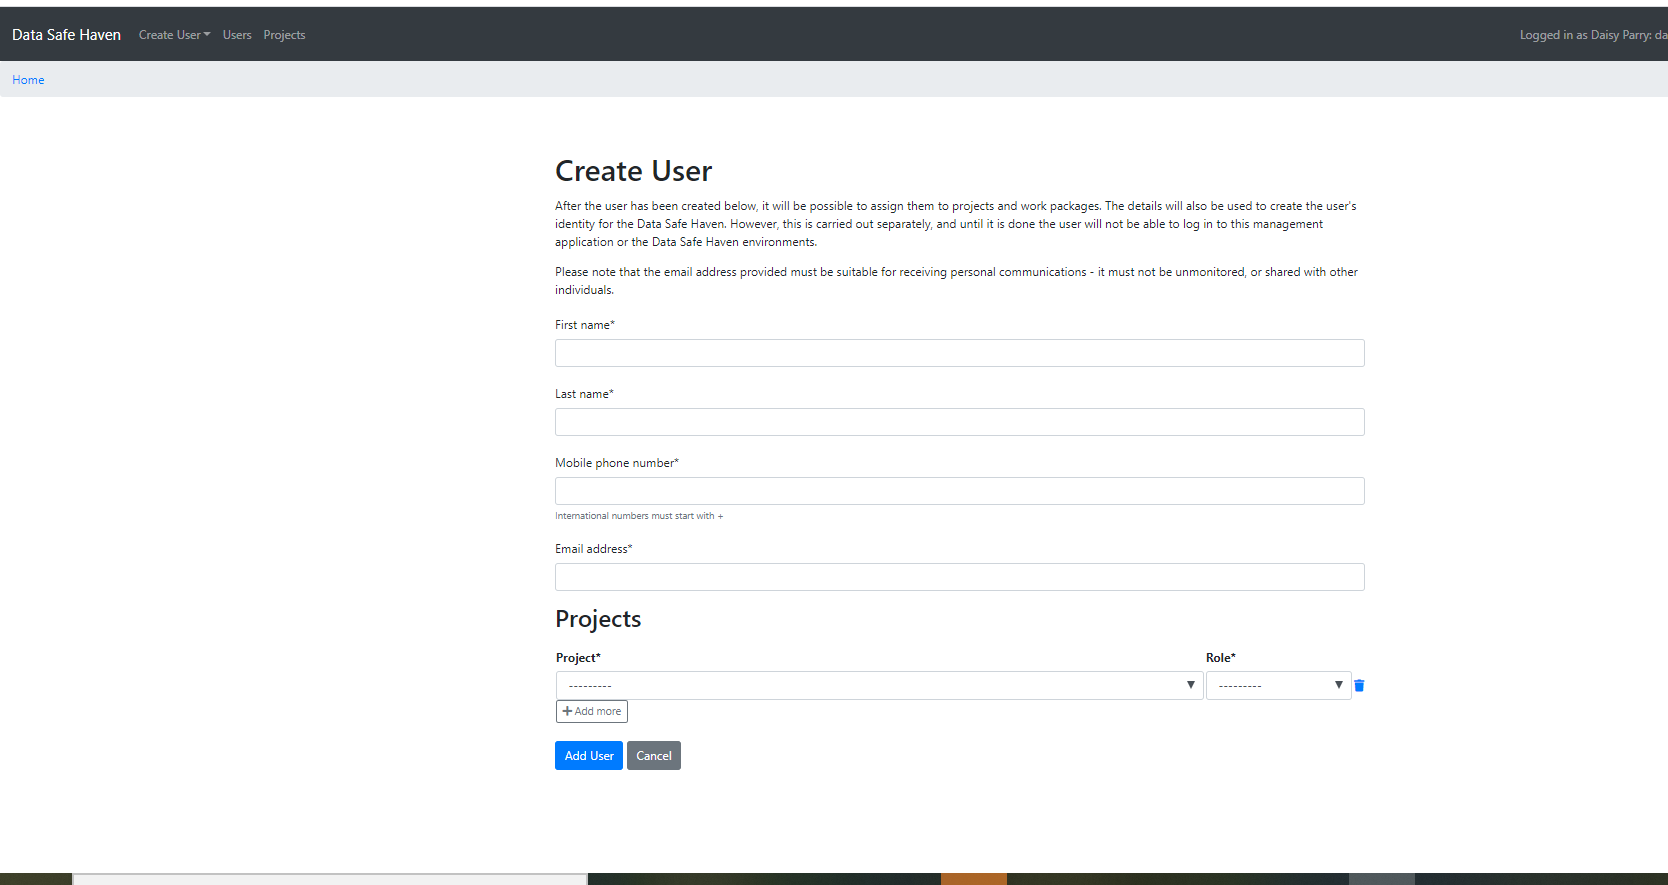 Data Safe Haven Create User Users Projects Logged in as Daisy Parry: da
Home
Create User
After the user has been created below, it will be possible to assign them to projects and work packages. The details will also be used to create the user's
identity for the Data Safe Haven. However, this is carried out separately, and until it is done the user will not be able to log in to this management
application or the Data Safe Haven environments.
Please note that the email address provided must be suitable for receiving personal communications - it must not be unmonitored, or shared with other
individuals.
First name*
Last name*
Mobile phone number*
International numbers must start with +
Email address*
Projects
Project* Role*
--------- ---------
+ Add more
Add User Cancel